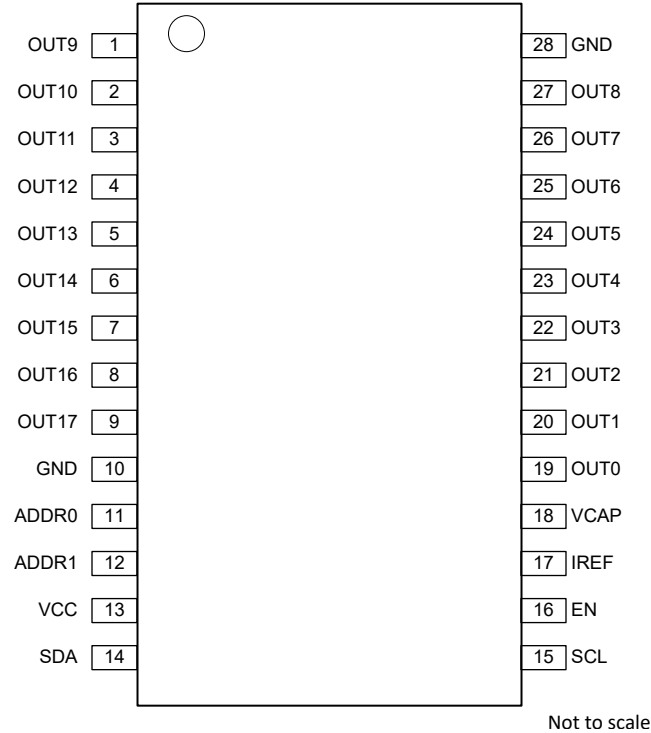 OUT9 1 28 GND
OUT10 2 27 OUT8
OUT11 3 26 OUT7
OUT12 4 25 OUT6
OUT13 5 24 OUT5
OUT14 6 23 OUT4
OUT15 7 22 OUT3
OUT16 8 21 OUT2
OUT17 9 20 OUT1
GND 10 19 OUT0
ADDR0 11 18 VCAP
ADDR1 12 17 IREF
VCC 13 16 EN
SDA 14 15 SCL
Not to scale